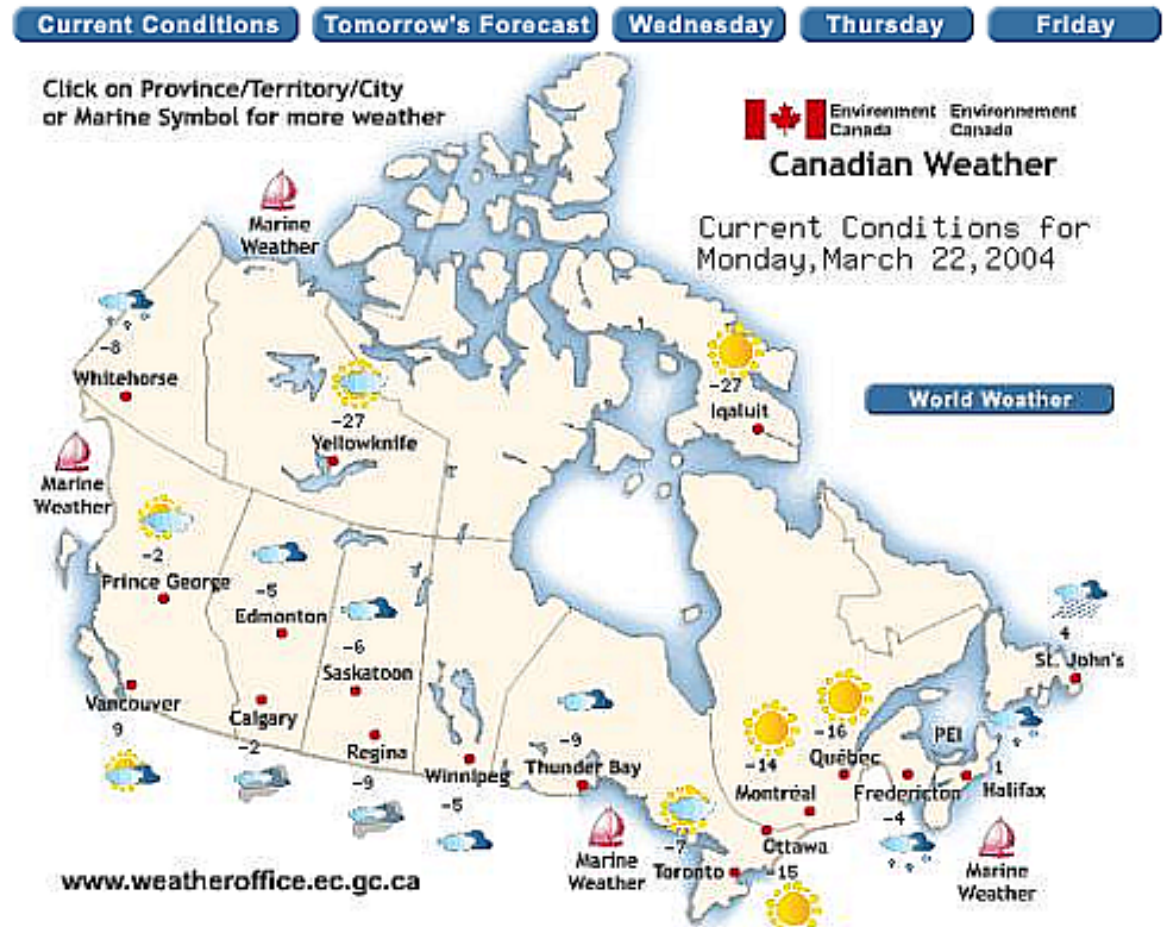 Current Conditions
Tomorrow's Forecast
Wednesday
Thursday
Friday
Click on Province/Territory/City
or Marine Symbol for more weather
Environment Canada
Environnement Canada
Canadian Weather
Current Conditions for
Monday, March 22, 2004
Marine
Weather
-8
Whitehorse
-27
Yellowknife
-27
Iqaluit
World Weather
Marine
Weather
-2
Prince George
-5
Edmonton
-6
Saskatoon
Vancouver
9
Calgary
-2
Regina
-9
Winnipeg
-5
-9
Thunder Bay
Marine
Weather
-7
Toronto
Ottawa
-15
-14
Montréal
-16
Québec
PEI
Fredericton
-4
1
Halifax
4
St. John's
Marine
Weather
www.weatheroffice.ec.gc.ca